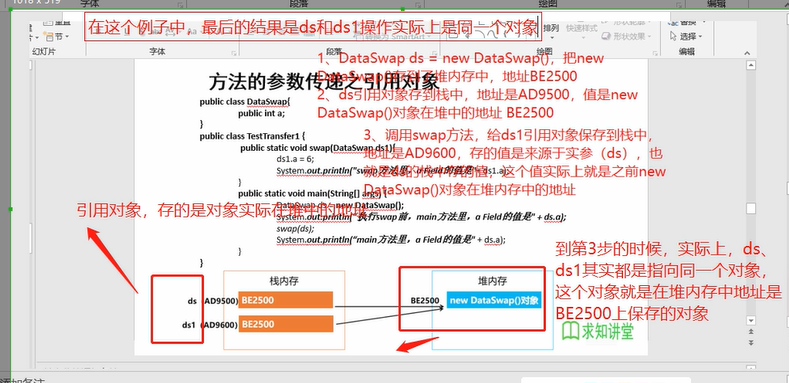 字体
段落
绘图
编辑
在这个例子中，最后的结果是ds和ds1操作实际上是同一个对象
重置
节
幻灯片
字体
段落
绘图
编辑
排列
快速样式
形状效果
选择
1、DataSwap ds = new DataSwap()，把new
DataSwap()存到了堆内存中，地址BE2500
2、ds引用对象存到栈中，地址是AD9500，值是new
DataSwap()对象在堆中的地址 BE2500
方法的参数传递之引用对象
public class DataSwap{
public int a;
}
public class TestTransfer1 {
public static void swap(DataSwap ds1){
ds1.a = 6;
System.out.println("swap方法里，a Field的值是"+ ds1.a);
}
3、调用swap方法，给ds1引用对象保存到栈中，
地址是AD9600，存的值是来源于实参（ds），也
就是ds的栈中存的值，这个值实际上就是之前new
DataSwap()对象在堆内存中的地址
public static void main(String[] args) {
DataSwap ds = new DataSwap();
System.out.println("执行swap前，main方法里，a Field的值是" + ds.a);
swap(ds);
System.out.println("main方法里，a Field的值是" + ds.a);
}
}
引用对象，存的是对象实际在堆中的地址
到第3步的时候，实际上，ds、
ds1其实都是指向同一个对象，
这个对象就是在堆内存中地址是
BE2500上保存的对象
栈内存
堆内存
ds (AD9500)
BE2500
BE2500
new DataSwap()对象
ds1 (AD9600)
BE2500
求知讲堂